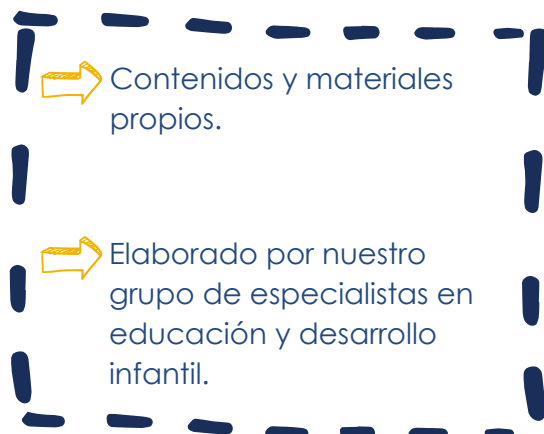 Contenidos y materiales
propios.
Elaborado por nuestro
grupo de especialistas en
educación y desarrollo
infantil.